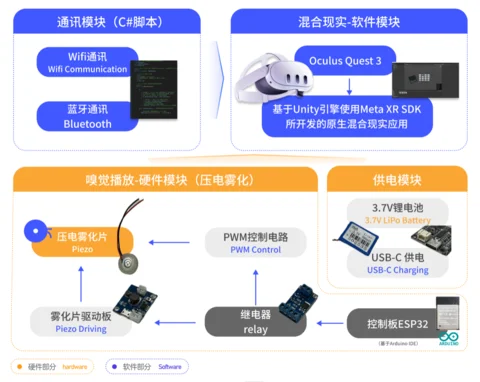 通讯模块（C#脚本）
Wifi通讯
Wifi Communication
蓝牙通讯
Bluetooth
混合现实-软件模块
Oculus Quest 3
基于Unity引擎使用Meta XR SDK
所开发的原生混合现实应用
嗅觉播放-硬件模块（压电雾化）
压电雾化片
Piezo
PWM控制电路
PWM Control
雾化片驱动板
Piezo Driving
继电器
relay
供电模块
3.7V锂电池
3.7V LiPo Battery
USB-C 供电
USB-C Charging
控制板ESP32
（基于Arduino IDE）
ARDUINO
硬件部分 hardware
软件部分 Software